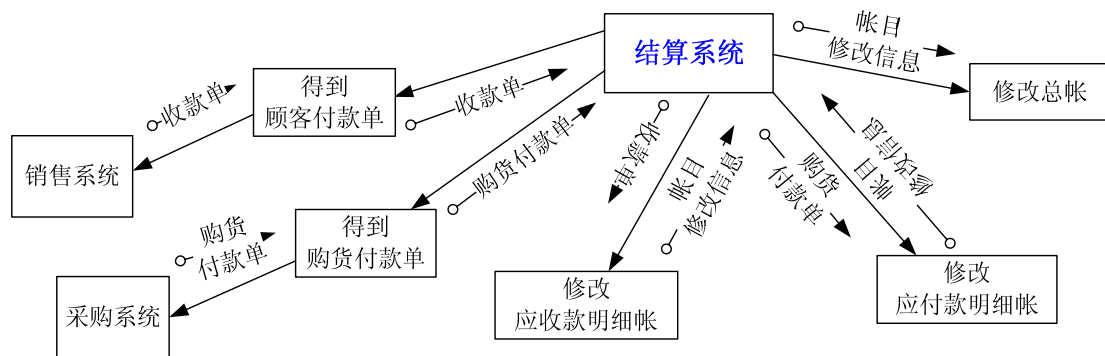 结算系统
帐目
修改信息
修改总帐
得到
顾客付款单
收款单
收款单
销售系统
购货付款单
得到
购货付款单
购货
付款单
采购系统
收款单
帐目
修改信息
修改
应收款明细帐
购货
付款单
帐目
修改信息
修改
应付款明细帐